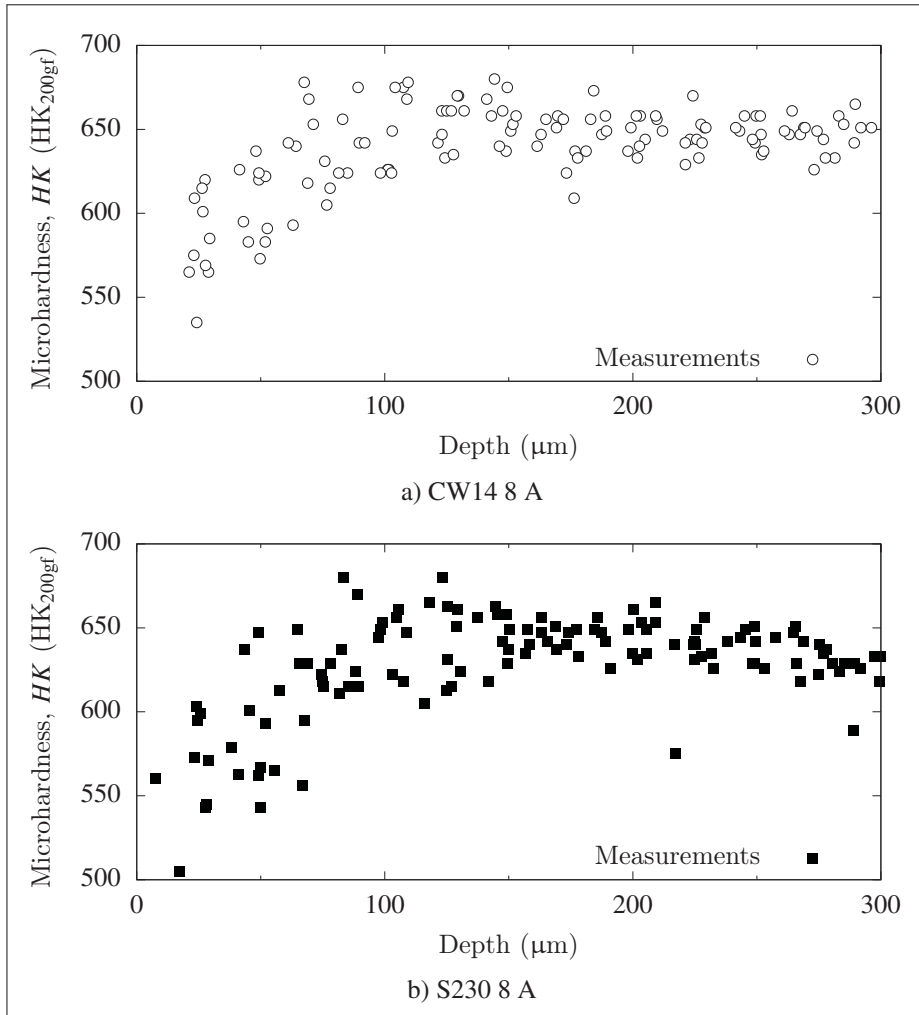 700
650
600
550
500
Microhardness, HK (HK200gf)
Measurements
0 100 200 300
Depth (μm)
a) CW14 8 A
700
650
600
550
500
Microhardness, HK (HK200gf)
Measurements
0 100 200 300
Depth (μm)
b) S230 8 A